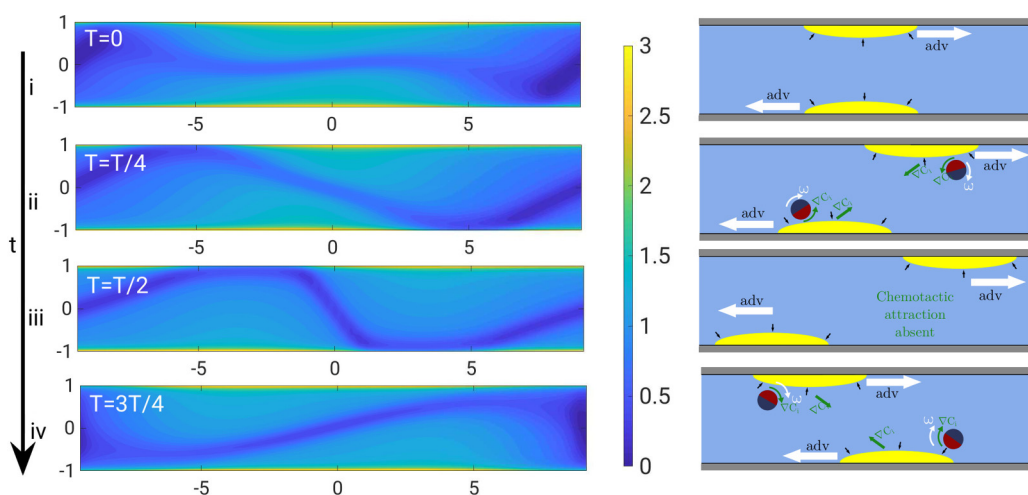 1
0
-1
T=0
-5
0
5
i
1
0
-1
T=T/4
-5
0
5
ii
t
1
0
-1
T=T/2
-5
0
5
iii
1
0
-1
T=3T/4
-5
0
5
iv
3
2.5
2
1.5
1
0.5
0
adv
adv
adv
∇C
∇C
ω
ω
∇C
∇C
adv
adv
adv
Chemotactic
attraction
absent
ω
∇C
∇C
adv
ω
∇C
∇C
adv